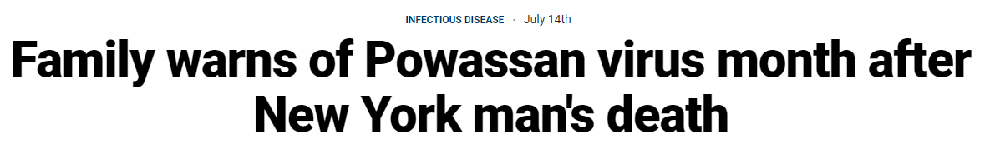 INFECTIOUS DISEASE - July 14th
Family warns of Powassan virus month after
New York man's death